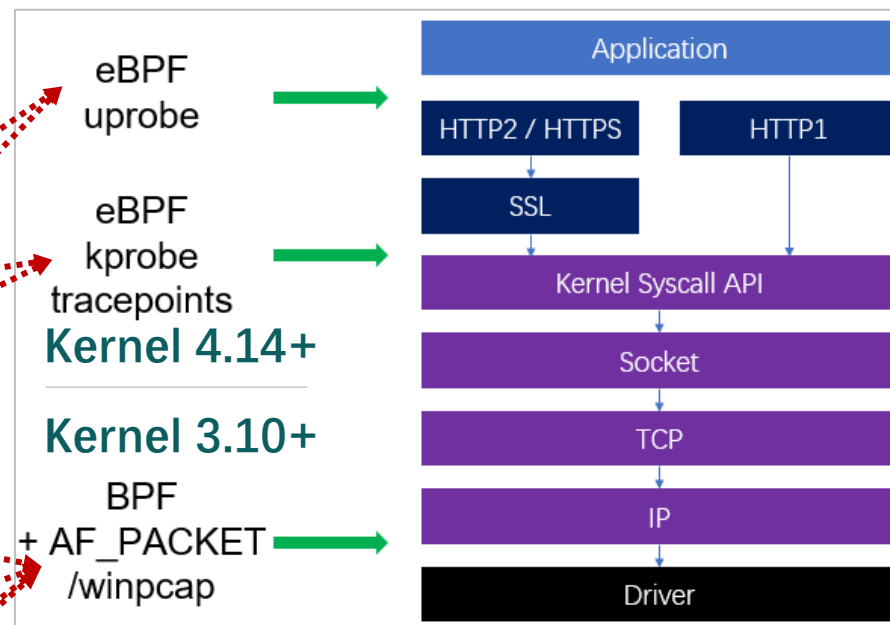 eBPF
uprobe
eBPF
kprobe
tracepoints
Kernel 4.14+
Kernel 3.10+
BPF
+ AF_PACKET
/winpcap
Application
HTTP2 / HTTPS
HTTP1
SSL
Kernel Syscall API
Socket
TCP
IP
Driver